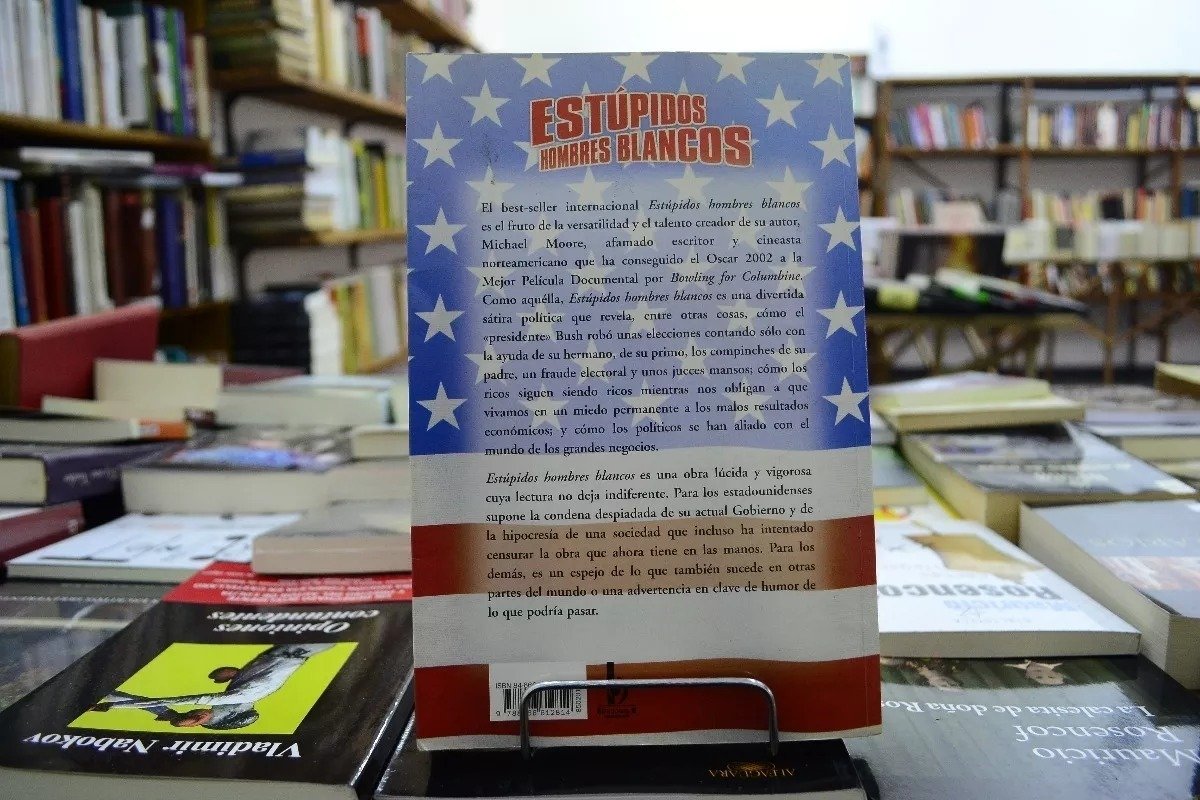 ESTÚPIDOS
HOMBRES BLANCOS
El best-seller internacional Estúpidos hombres blancos
es el fruto de la versatilidad y el talento creador de su autor,
Michael Moore, afamado escritor y cineasta
norteamericano que ha conseguido el Oscar 2002 a la
Mejor Película Documental por Bowling for Columbine.
Como aquélla, Estúpidos hombres blancos es una divertida
sátira política que revela, entre otras cosas, cómo el
«presidente» Bush robó unas elecciones contando sólo con
la ayuda de su hermano, de su primo, los compinches de su
padre, un fraude electoral y unos jueces mansos; cómo los
ricos siguen siendo ricos mientras nos obligan a que
vivamos en un miedo permanente a los malos resultados
económicos; y cómo los políticos se han aliado con el
mundo de los grandes negocios.
Estúpidos hombres blancos es una obra lúcida y vigorosa
cuya lectura no deja indiferente. Para los estadounidenses
supone la condena despiadada de su actual Gobierno y de
la hipocresía de una sociedad que incluso ha intentado
censurar la obra que ahora tiene en las manos. Para los
demás, es un espejo de lo que también sucede en otras
partes del mundo o una advertencia en clave de humor de
lo que podría pasar.
ISBN
Opiniones
contundentes
Vladimir Nabokov
ALFAGUARA
Mauricio
Rosencof
La calesita de doña
Mauricio
Rosencof